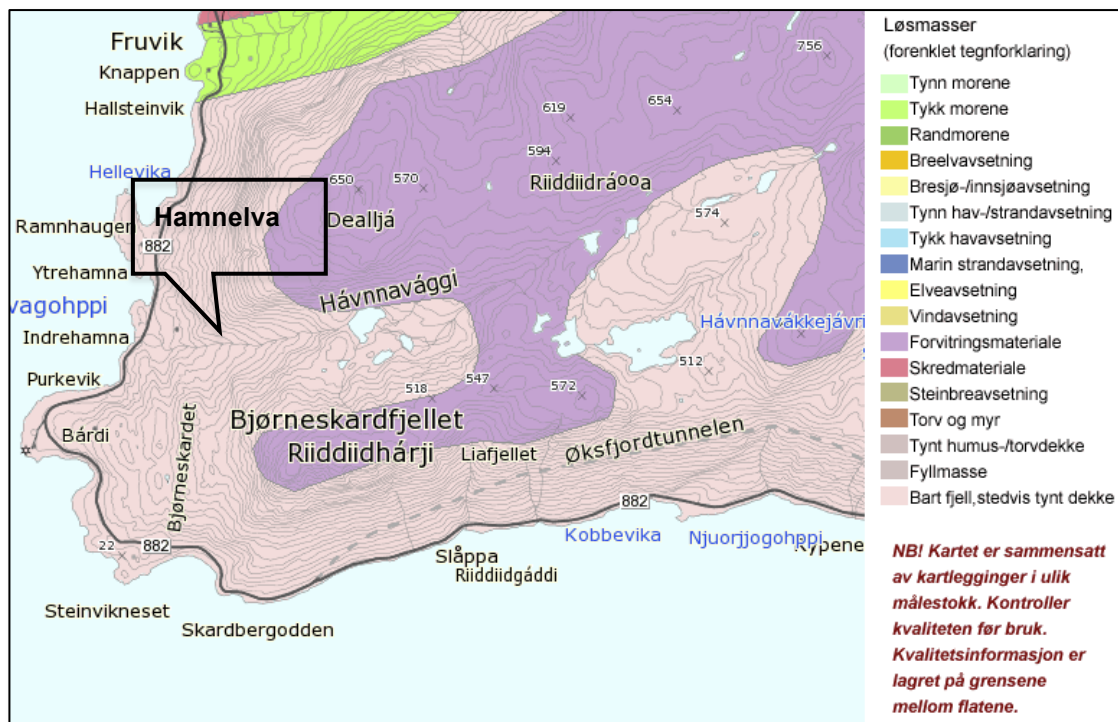 Fruvik
Knappen
Hallsteinvik
Hellevika
Hamnelva
Ramnhaugen
882
Ytrehamna
vagohppi
Indrehamna
Purkevik
Bárdi
Bjørneskardet
22
882
Steinvikneset
Skardbergodden
756
619
654
594
650
570
Riiddiidráººa
Dealljá
574
Hávnnavággi
Hávnnavákkejávri
512
518
547
572
Bjørneskardfjellet
Riiddiidhárji
Liafjellet
Øksfjordtunnelen
882
Kobbevika
Njuorjjogohppi
Slåppa
Riiddiidgáddi
Løsmasser
(forenklet tegnforklaring)
Tynn morene
Tykk morene
Randmorene
Breelvavsetning
Bresjø-/innsjøavsetning
Tynn hav-/strandavsetning
Tykk havavsetning
Marin strandavsetning,
Elveavsetning
Vindavsetning
Forvitringsmateriale
Skredmateriale
Steinbreavsetning
Torv og myr
Tynt humus-/torvdekke
Fyllmasse
Bart fjell,stedvis tynt dekke
NB! Kartet er sammensatt
av kartlegginger i ulik
målestokk. Kontroller
kvaliteten før bruk.
Kvalitetsinformasjon er
lagret på grensene
mellom flatene.